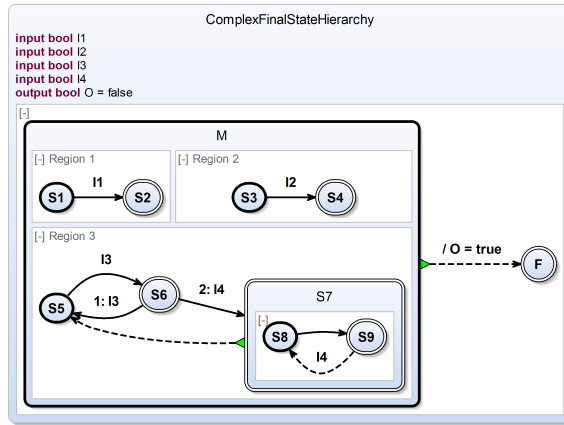 ComplexFinalStateHierarchy
input bool I1
input bool I2
input bool I3
input bool I4
output bool O = false
[-]
M
[-] Region 1
[-] Region 2
S1
I1
S2
S3
I2
S4
/ O = true
F
[-] Region 3
I3
S5
1: I3
S6
2: I4
S7
[-]
S8
S9
I4